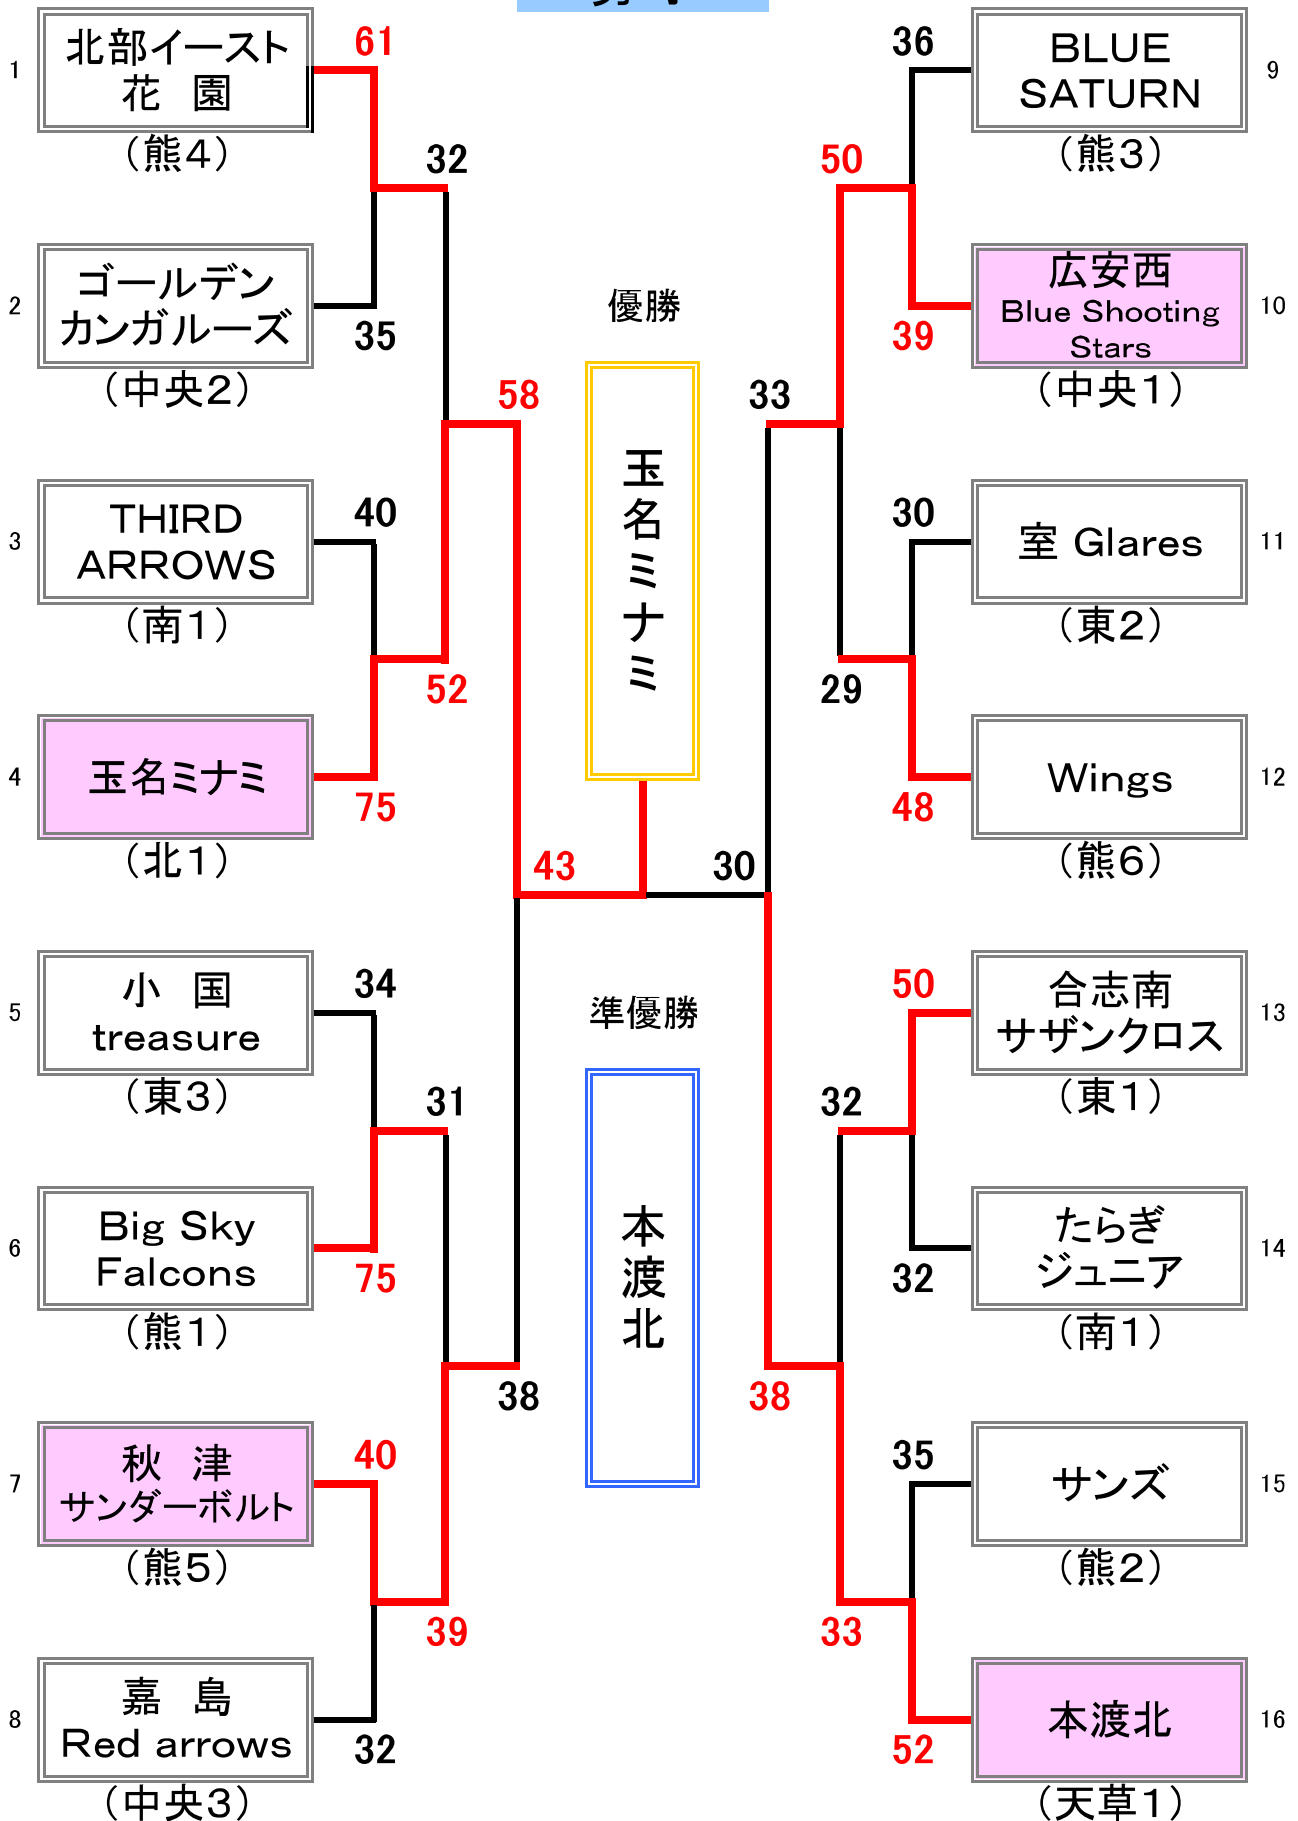 61
1
北部イースト
花　園
（熊4）
32
2
ゴールデン
カンガルーズ
35
（中央2）
58
3
THIRD
ARROWS
40
（南1）
52
4
玉名ミナミ
75
（北1）
43
5
小　国
treasure
34
（東3）
31
6
Big Sky
Falcons
75
（熊1）
38
7
秋　津
サンダーボルト
40
（熊5）
39
8
嘉　島
Red arrows
32
（中央3）
優勝
玉名ミナミ
準優勝
本渡北
36
BLUE
SATURN
9
（熊3）
50
広安西
Blue Shooting
Stars
10
39
（中央1）
33
30
室 Glares
11
（東2）
29
Wings
12
48
（熊6）
30
50
合志南
サザンクロス
13
（東1）
32
たらぎ
ジュニア
14
32
（南1）
38
35
サンズ
15
（熊2）
33
本渡北
16
52
（天草1）